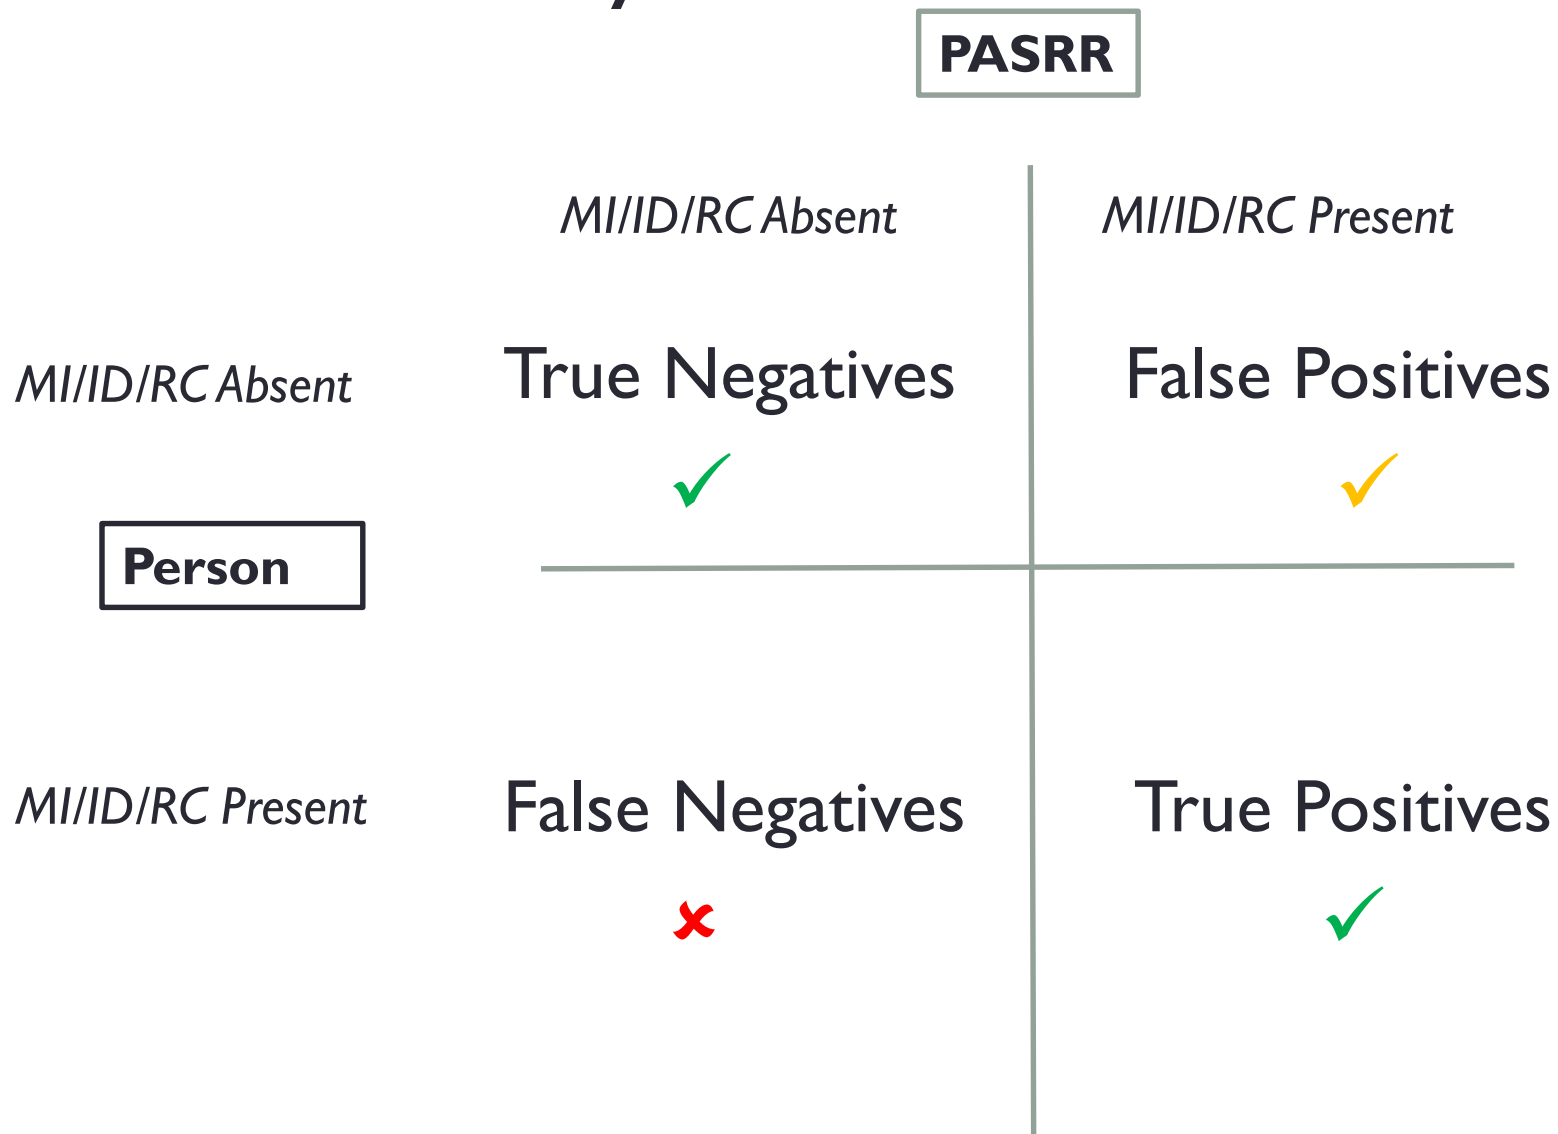 PASRR
MI/ID/RC Absent
MI/ID/RC Present
MI/ID/RC Absent
True Negatives
False Positives
Person
MI/ID/RC Present
False Negatives
True Positives